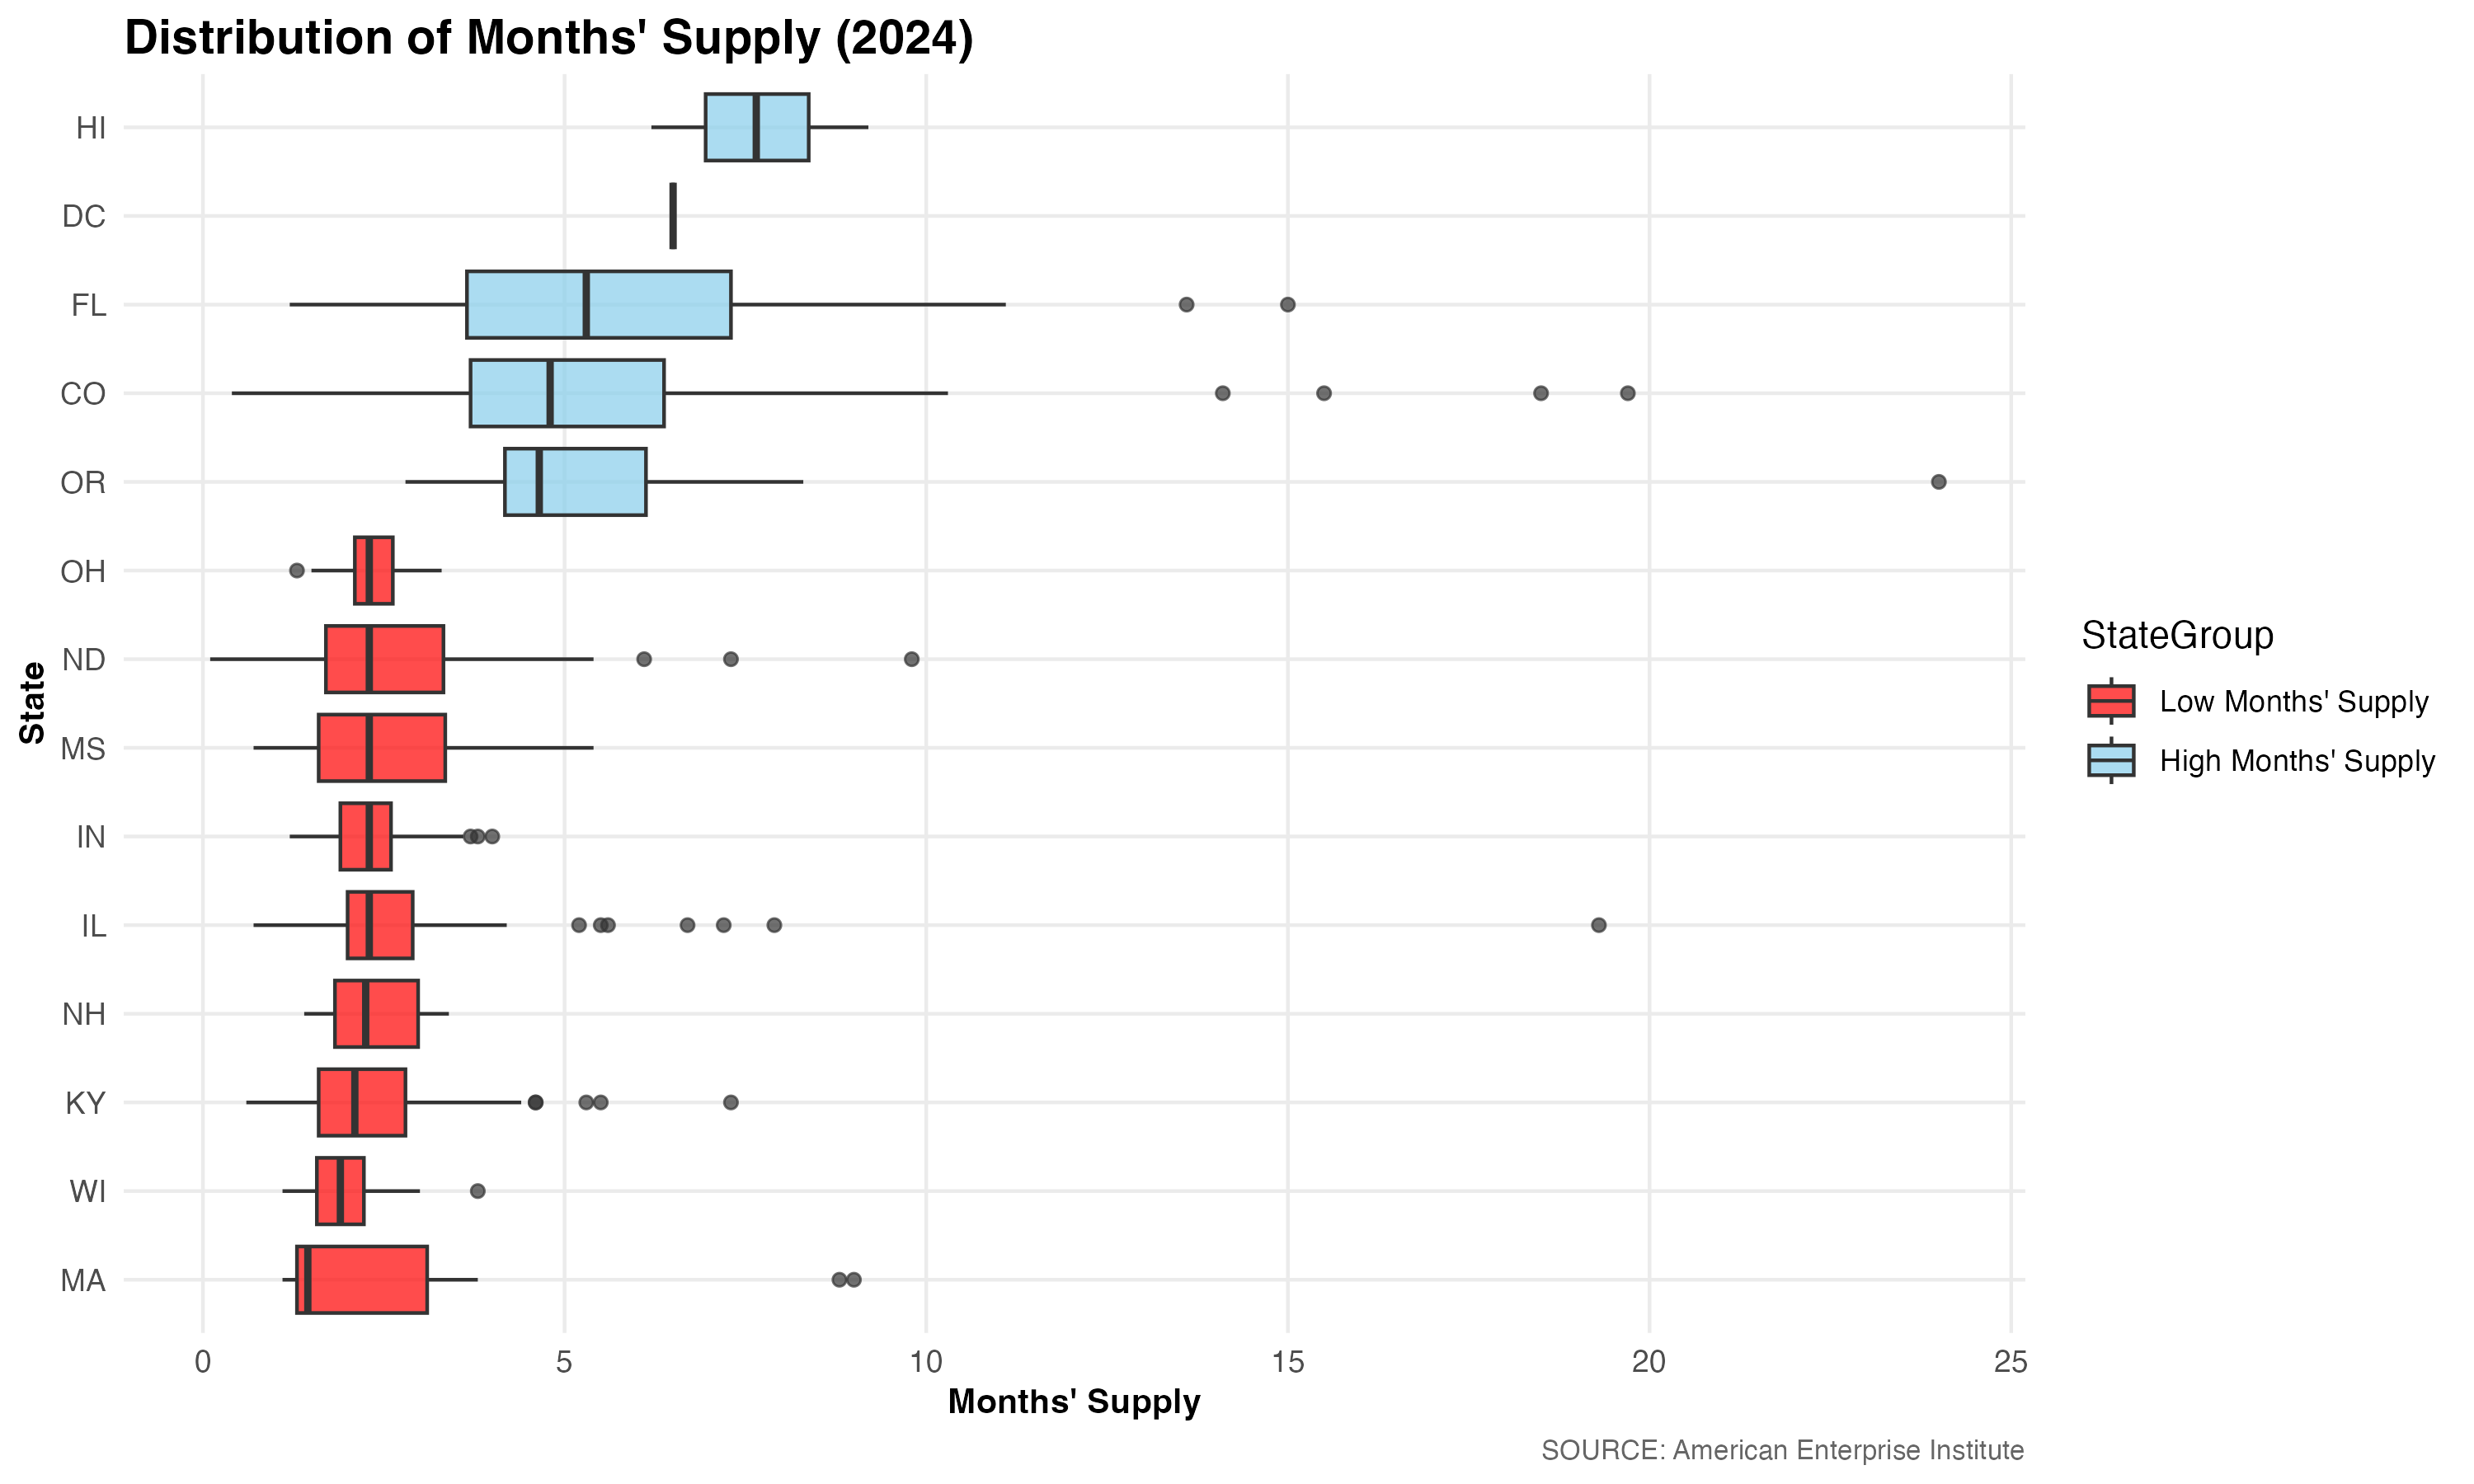 Distribution of Months' Supply (2024)
HI
DC
FL
CO
OR
OH
ND
MS
IN
IL
NH
KY
WI
MA
State
0 5 10 15 20 25
Months' Supply
StateGroup
Low Months' Supply
High Months' Supply
SOURCE: American Enterprise Institute